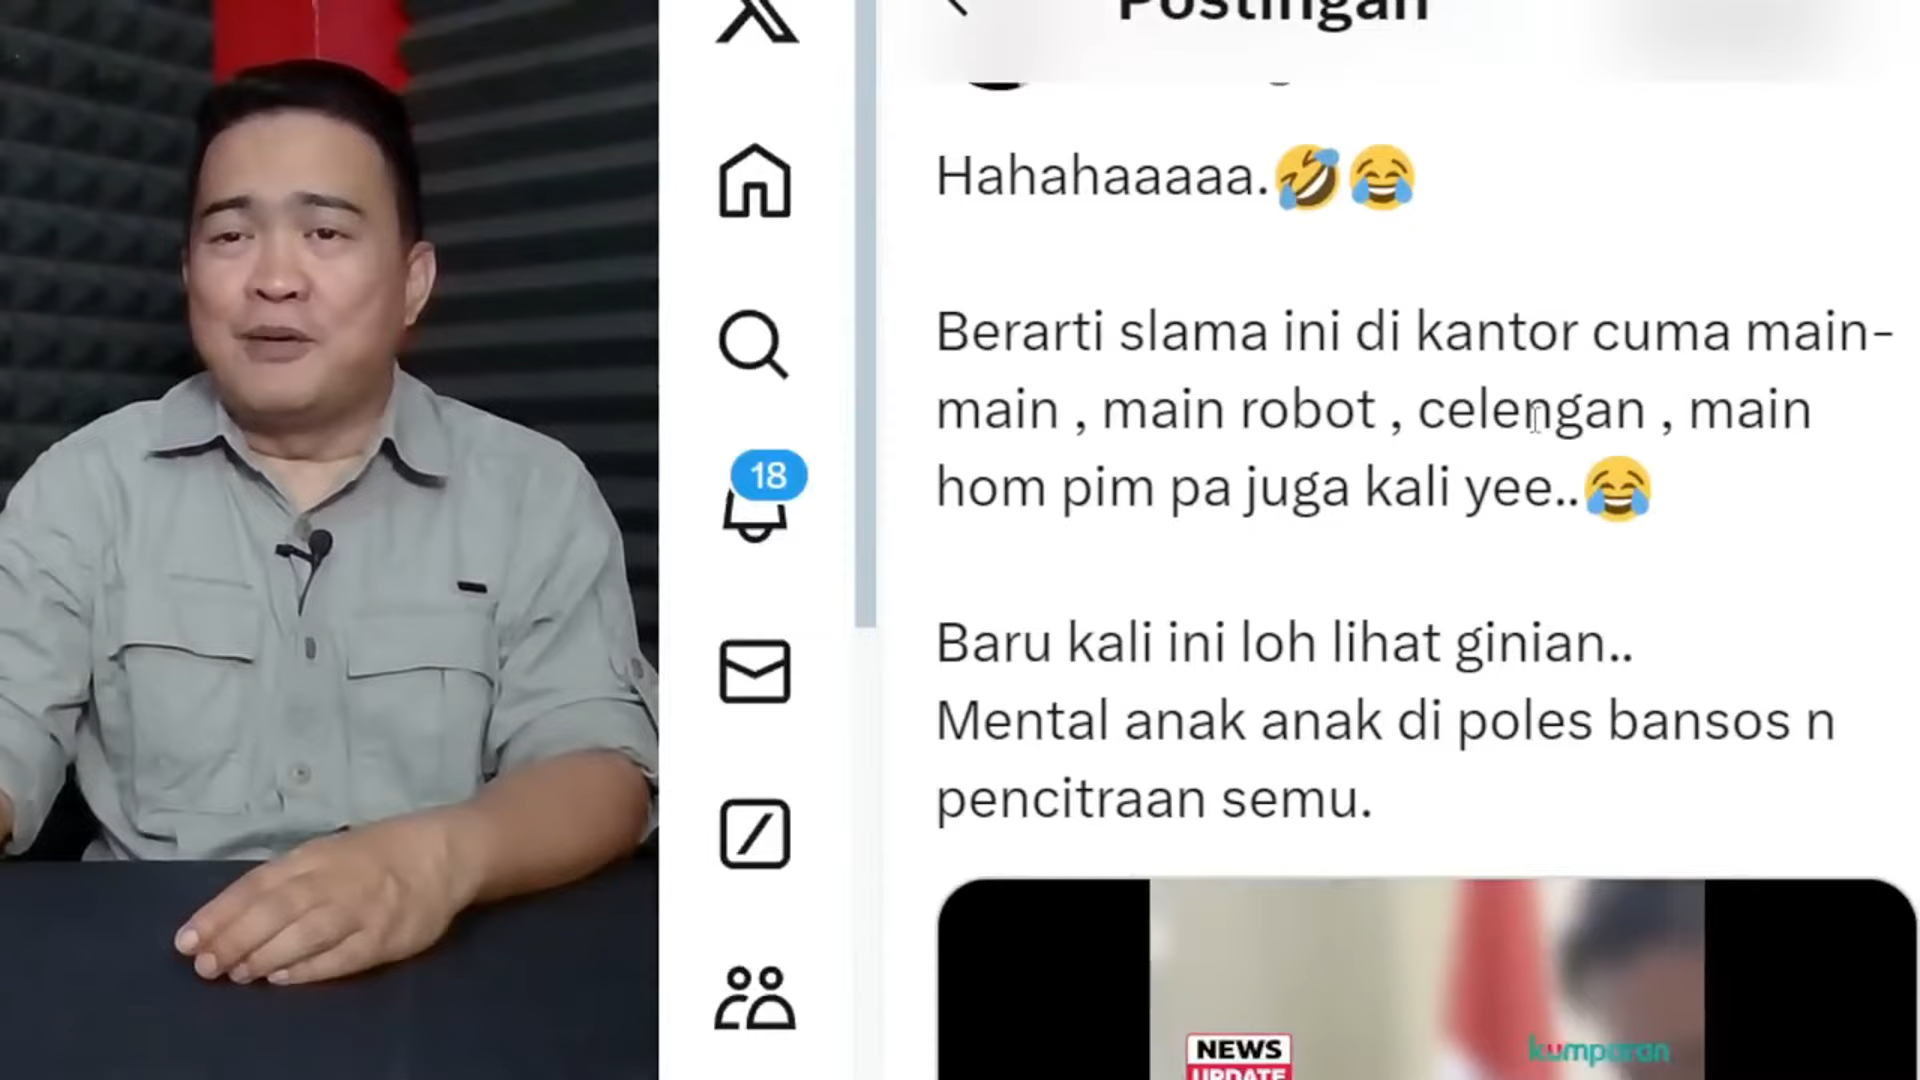 Postingan
Hahahaaaaa.🤣😂
Berarti slama ini di kantor cuma main-
main , main robot , celengan , main
hom pim pa juga kali yee..😂
18
Baru kali ini loh lihat ginian..
Mental anak anak di poles bansos n
pencitraan semu.
NEWS
UPDATE
kumparan